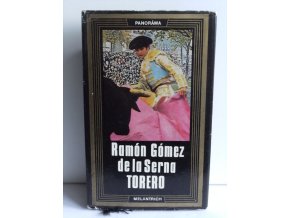 PANORÁMA
Ramón Gómez
de la Serna
TORERO
MELANTRICH